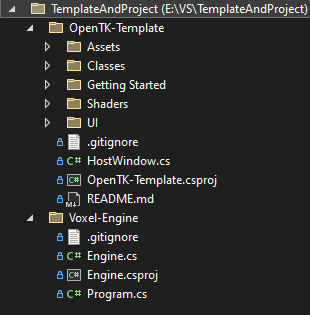 TemplateAndProject (E:\VS\TemplateAndProject)
OpenTK-Template
Assets
Classes
Getting Started
Shaders
UI
.gitignore
C# HostWindow.cs
C# OpenTK-Template.csproj
M↓ README.md
Voxel-Engine
.gitignore
C# Engine.cs
C# Engine.csproj
C# Program.cs